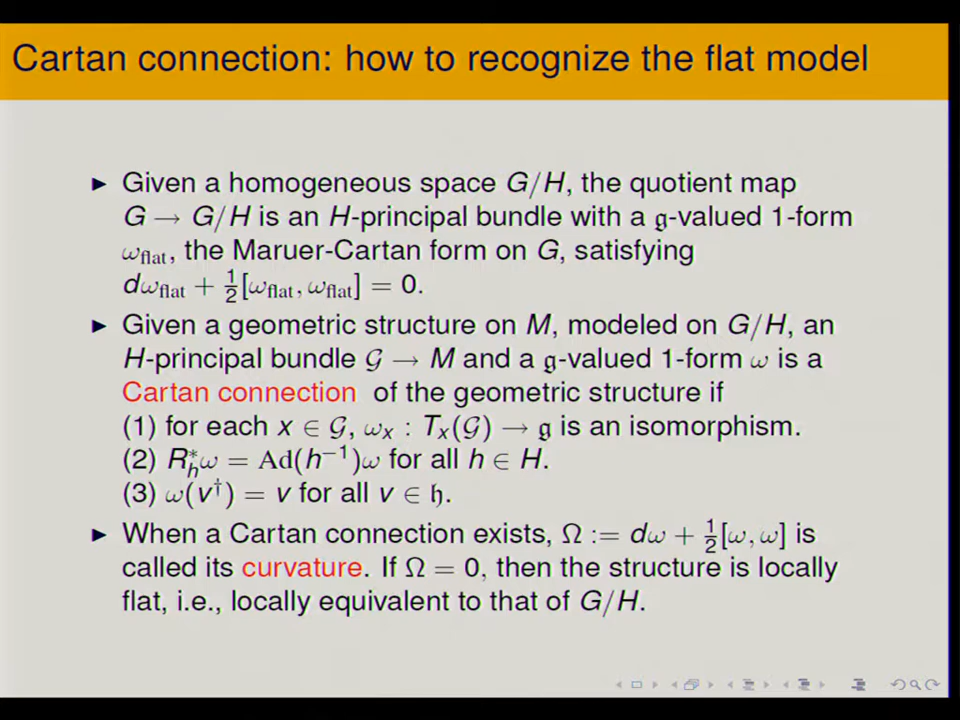 Cartan connection: how to recognize the flat model
▶ Given a homogeneous space G/H, the quotient map
G → G/H is an H-principal bundle with a 𝔤-valued 1-form
ω_flat, the Maruer-Cartan form on G, satisfying
dω_flat + 1/2[ω_flat, ω_flat] = 0.
▶ Given a geometric structure on M, modeled on G/H, an
H-principal bundle 𝒢 → M and a 𝔤-valued 1-form ω is a
Cartan connection of the geometric structure if
(1) for each x ∈ 𝒢, ω_x : T_x(𝒢) → 𝔤 is an isomorphism.
(2) R*_h ω = Ad(h⁻¹)ω for all h ∈ H.
(3) ω(v†) = v for all v ∈ 𝔥.
▶ When a Cartan connection exists, Ω := dω + 1/2[ω, ω] is
called its curvature. If Ω = 0, then the structure is locally
flat, i.e., locally equivalent to that of G/H.